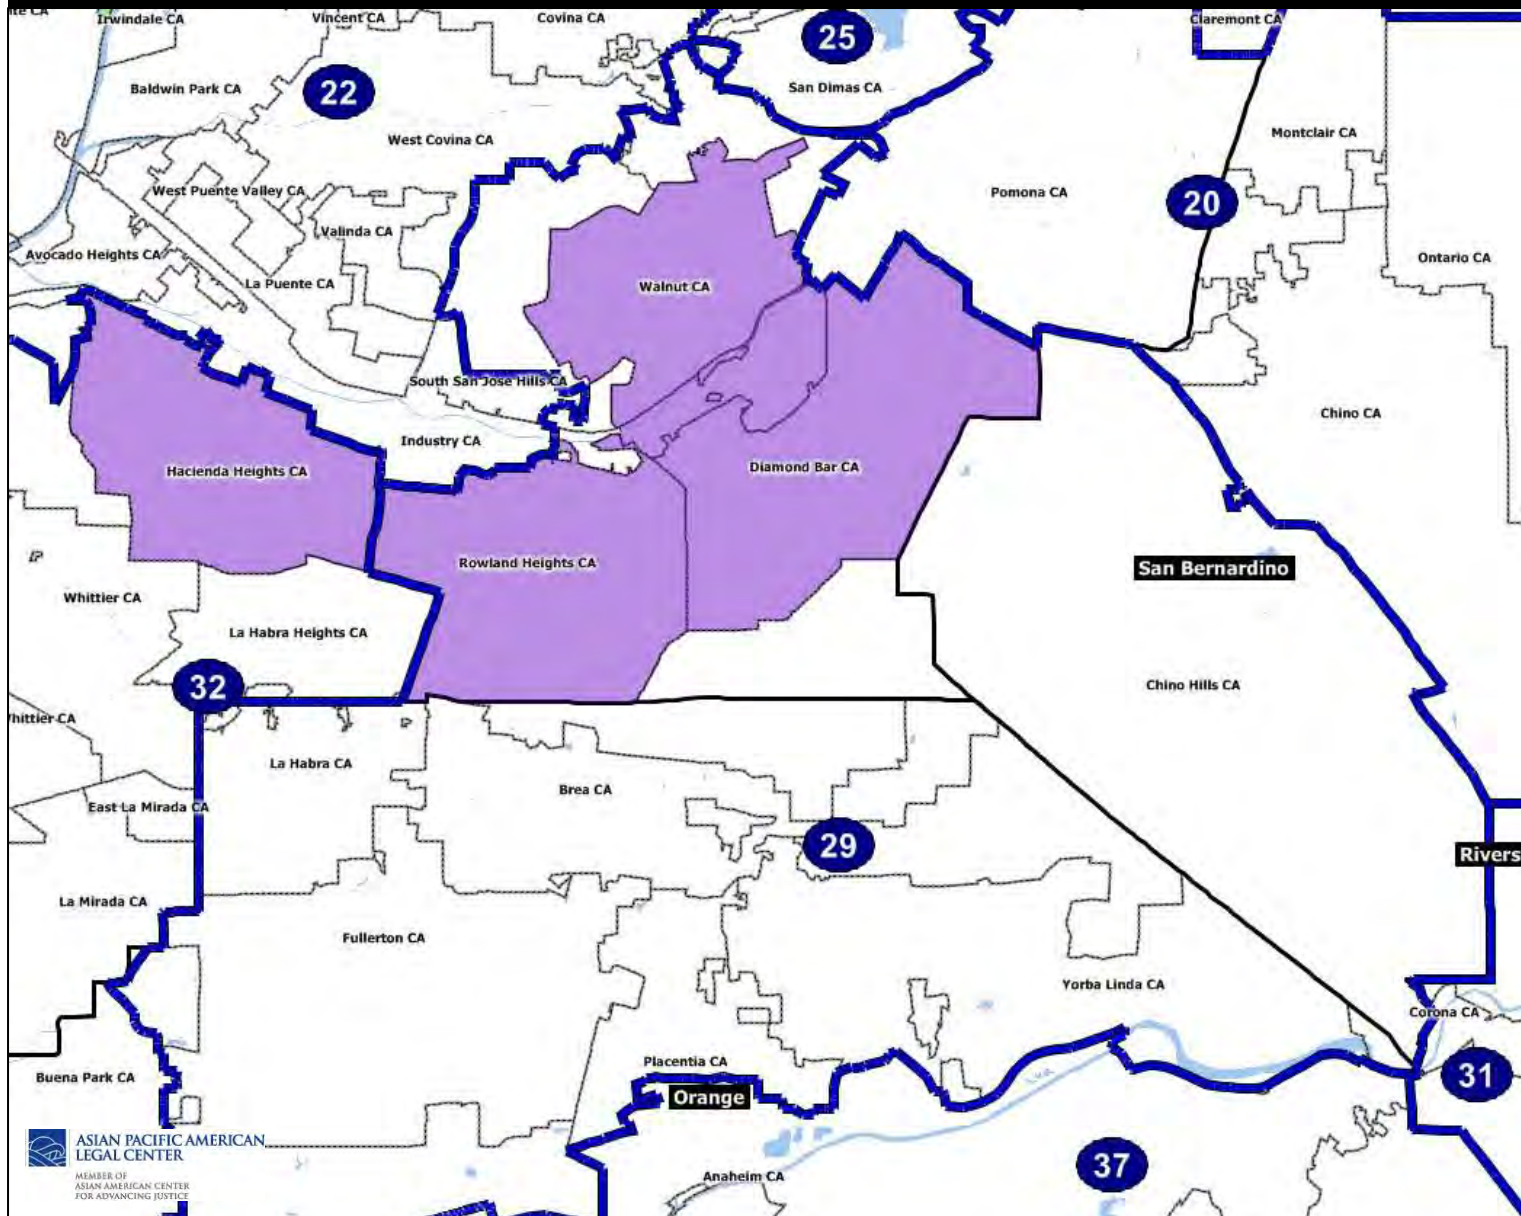 Irwindale CA
Vincent CA
Covina CA
Claremont CA
25
San Dimas CA
Baldwin Park CA
22
West Covina CA
Montclair CA
West Puente Valley CA
Pomona CA
20
Valinda CA
Avocado Heights CA
Ontario CA
La Puente CA
Walnut CA
South San Jose Hills CA
Chino CA
Industry CA
Hacienda Heights CA
Diamond Bar CA
Rowland Heights CA
San Bernardino
Whittier CA
La Habra Heights CA
32
Chino Hills CA
hittier CA
La Habra CA
Brea CA
East La Mirada CA
29
Rivers
La Mirada CA
Fullerton CA
Yorba Linda CA
Corona CA
Placentia CA
Buena Park CA
31
Orange
ASIAN PACIFIC AMERICAN
LEGAL CENTER
MEMBER OF
ASIAN AMERICAN CENTER
FOR ADVANCING JUSTICE
37
Anaheim CA